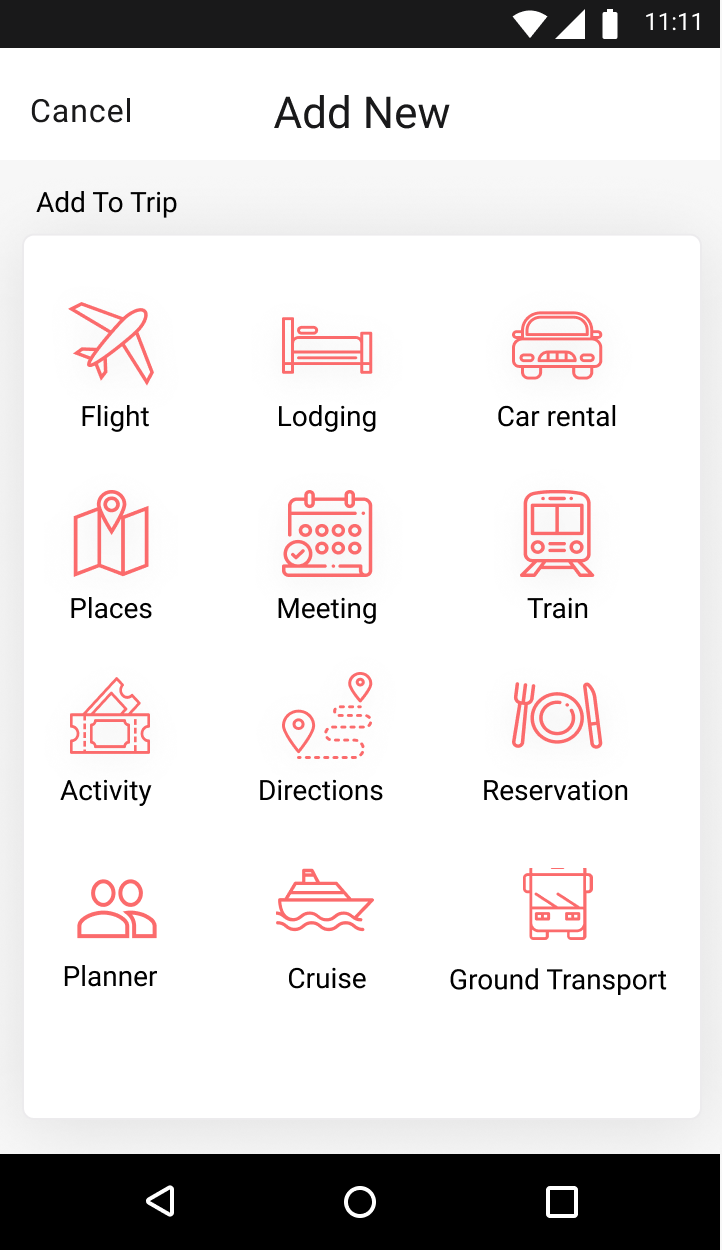 11:11
Cancel
Add New
Add To Trip
Flight
Lodging
Car rental
Places
Meeting
Train
Activity
Directions
Reservation
Planner
Cruise
Ground Transport